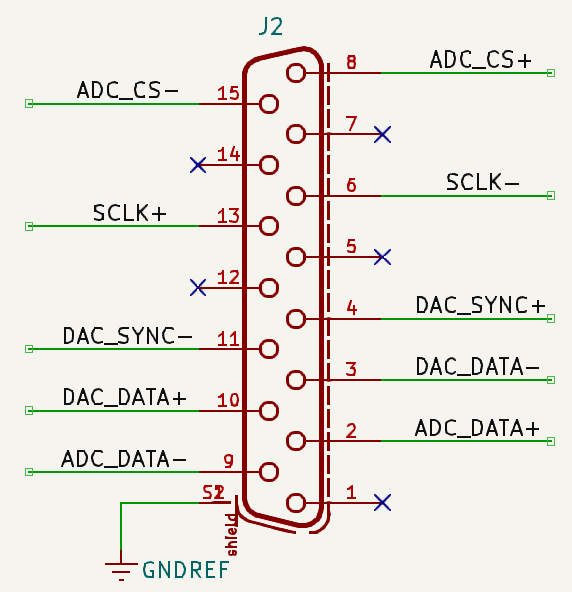 J2
8 ADC_CS+
ADC_CS- 15
7
14
6 SCLK-
SCLK+ 13
5
12
4 DAC_SYNC+
DAC_SYNC- 11
3 DAC_DATA-
DAC_DATA+ 10
2 ADC_DATA+
ADC_DATA- 9
1
shield
GNDREF